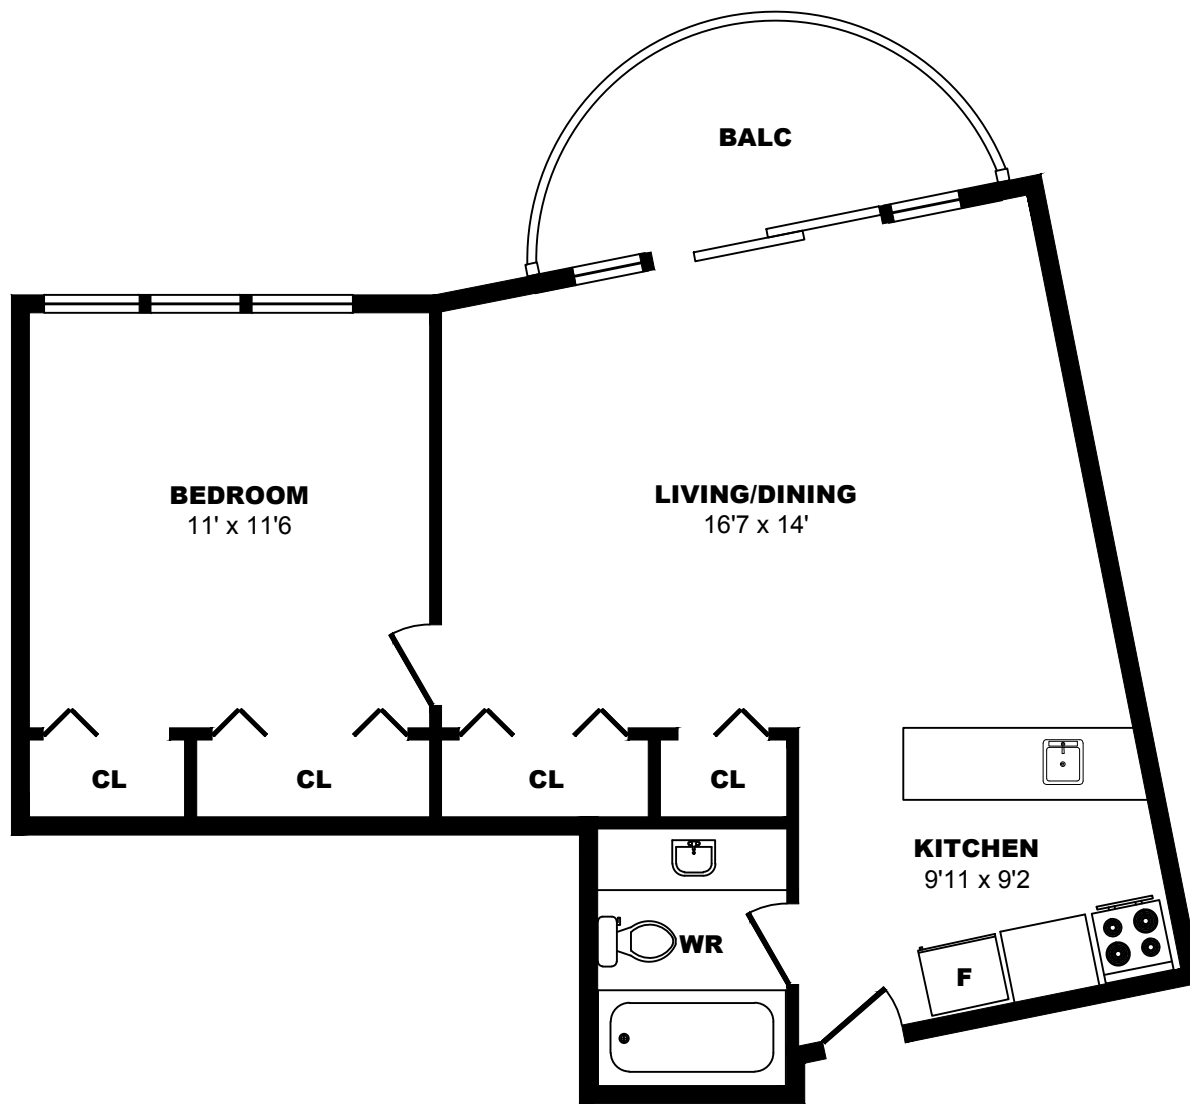 BALC
BEDROOM
11' x 11'6
LIVING/DINING
16'7 x 14'
CL
CL
CL
CL
KITCHEN
9'11 x 9'2
WR
F